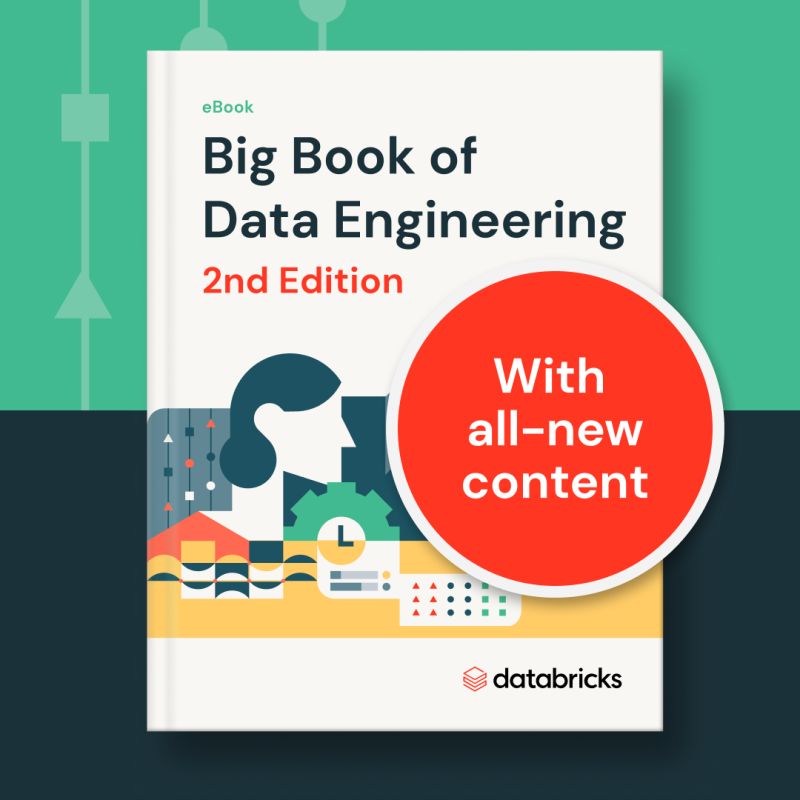 eBook
Big Book of
Data Engineering
2nd Edition
With
all-new
content
databricks